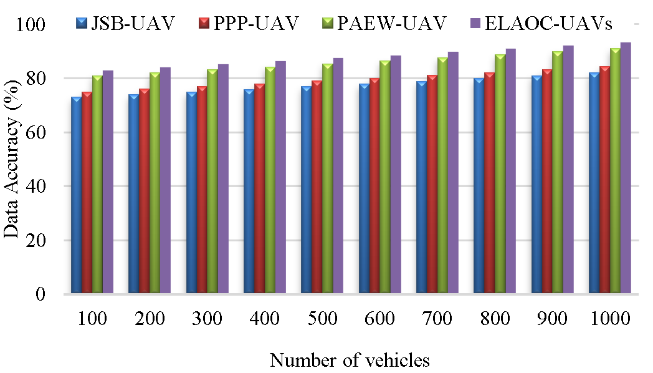 JSB-UAV PPP-UAV PAEW-UAV ELAOC-UAVs
Data Accuracy (%)
100
80
60
40
20
0
100 200 300 400 500 600 700 800 900 1000
Number of vehicles